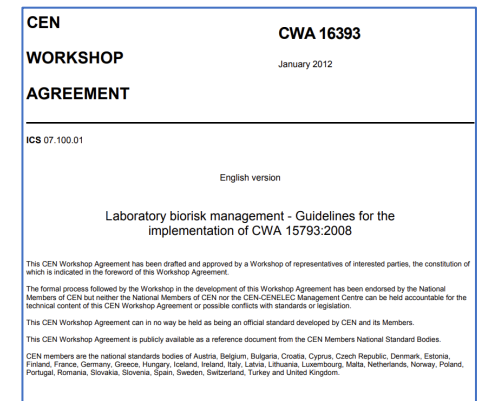 CEN
CWA 16393
WORKSHOP
January 2012
AGREEMENT
ICS 07.100.01
English version
Laboratory biorisk management - Guidelines for the
implementation of CWA 15793:2008
This CEN Workshop Agreement has been drafted and approved by a Workshop of representatives of interested parties, the constitution of
which is indicated in the foreword of this Workshop Agreement.
The formal process followed by the Workshop in the development of this Workshop Agreement has been endorsed by the National
Members of CEN but neither the National Members of CEN nor the CEN-CENELEC Management Centre can be held accountable for the
technical content of this CEN Workshop Agreement or possible conflicts with standards or legislation.
This CEN Workshop Agreement can in no way be held as being an official standard developed by CEN and its Members.
This CEN Workshop Agreement is publicly available as a reference document from the CEN Members National Standard Bodies.
CEN members are the national standards bodies of Austria, Belgium, Bulgaria, Croatia, Cyprus, Czech Republic, Denmark, Estonia,
Finland, France, Germany, Greece, Hungary, Iceland, Ireland, Italy, Latvia, Lithuania, Luxembourg, Malta, Netherlands, Norway, Poland,
Portugal, Romania, Slovakia, Slovenia, Spain, Sweden, Switzerland, Turkey and United Kingdom.